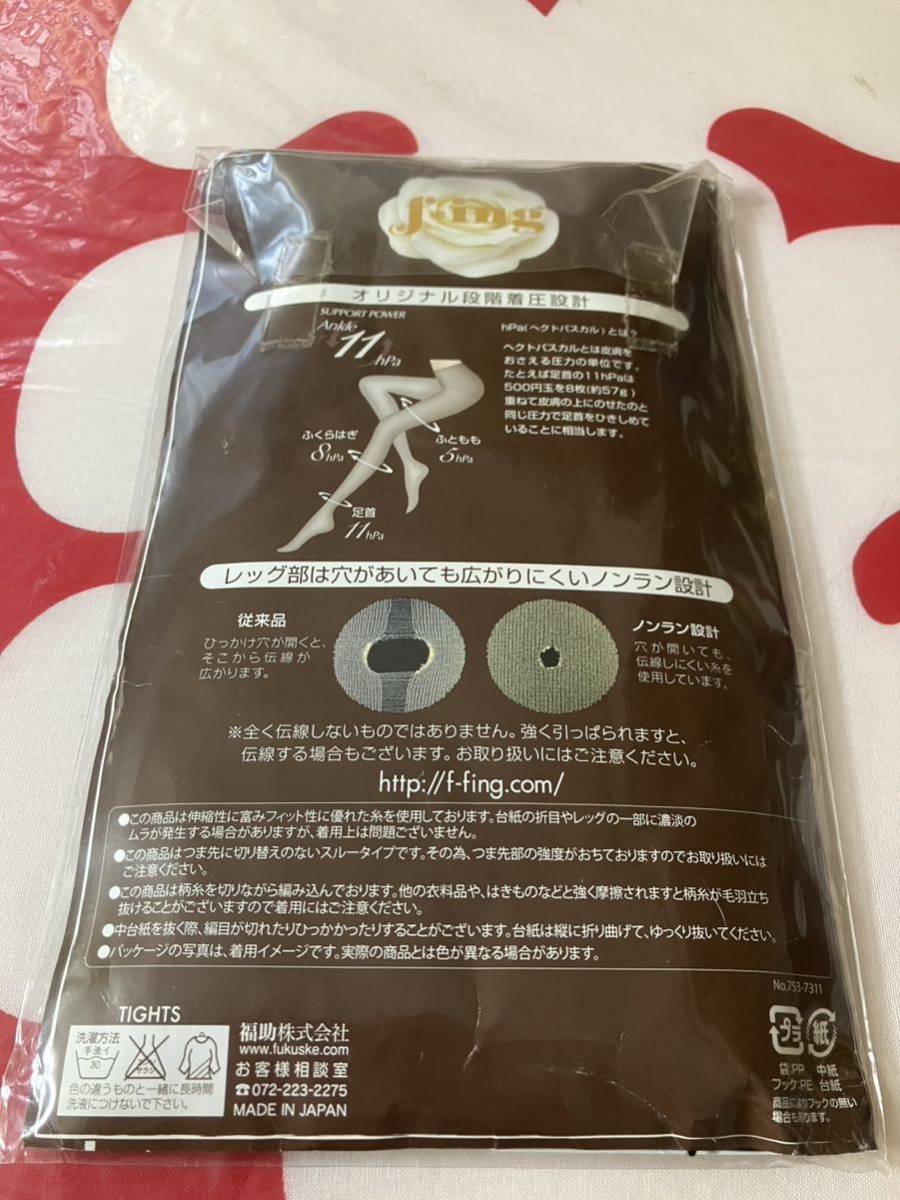 f-ing
オリジナル段階着圧設計
SUPPORT POWER
Ankle
11hPa
hPa(ヘクトパスカル)とは?
ヘクトパスカルとは皮膚を
おさえる圧力の単位です。
たとえば足首の11hPaは
500円玉を8枚(約57g)
重ねて皮膚の上にのせたのと
同じ圧力で足首をひきしめて
いることに相当します。
ふくらはぎ
8hPa
ふともも
5hPa
足首
11hPa
レッグ部は穴があいても広がりにくいノンラン設計
従来品
ひっかけ穴が開くと、
そこから伝線が
広がります。
ノンラン設計
穴が開いても、
伝線しにくい糸を
使用しています。
※全く伝線しないものではありません。強く引っぱられますと、
伝線する場合もございます。お取り扱いにはご注意ください。
http://f-fing.com/
●この商品は伸縮性に富みフィット性に優れた糸を使用しております。台紙の折目やレッグの一部に濃淡の
ムラが発生する場合がありますが、着用上は問題ございません。
●この商品はつま先に切り替えのないスルータイプです。その為、つま先部の強度がおちておりますのでお取り扱いには
ご注意ください。
●この商品は柄糸を切りながら編み込んでおります。他の衣料品や、はきものなどと強く摩擦されますと柄糸が毛羽立ち
抜けることがございますので着用にはご注意ください。
●中台紙を抜く際、編目が切れたりひっかかったりすることがございます。台紙は縦に折り曲げて、ゆっくり抜いてください。
●パッケージの写真は、着用イメージです。実際の商品とは色が異なる場合があります。
No.753-7311
TIGHTS
洗濯方法
手洗イ
30
サラシ
色の違うものと一緒に長時間
洗液につけないで下さい。
福助株式会社
www.fukuske.com
お客様相談室
☎072-223-2275
MADE IN JAPAN
プラ
紙
袋:PP 中紙
フック:PE 台紙
商品によりフックの無い
場合もあります。